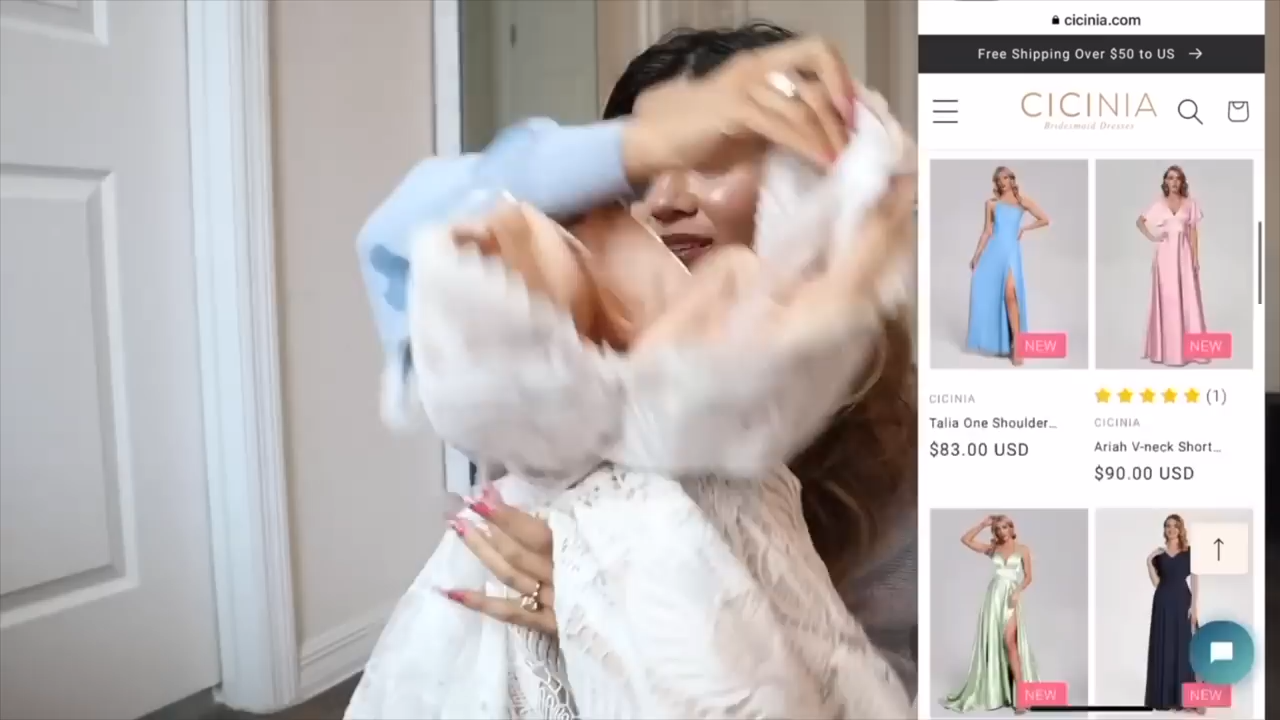 cicinia.com
Free Shipping Over $50 to US →
CICINIA
Bridesmaid Dresses
NEW
NEW
CICINIA
Talia One Shoulder...
$83.00 USD
(1)
CICINIA
Ariah V-neck Short...
$90.00 USD
NEW
NEW